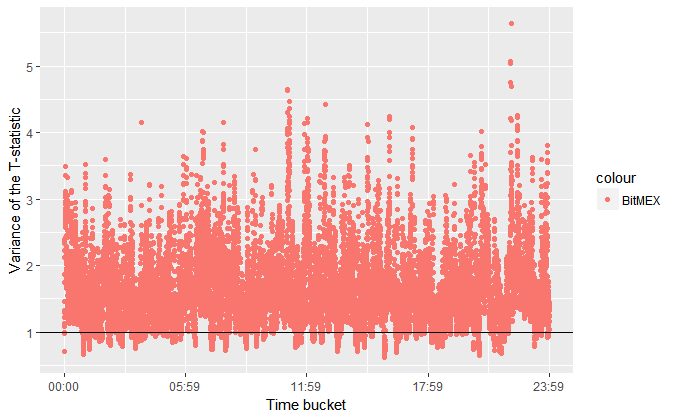 Variance of the T-statistic
5
4
3
2
1
00:00 05:59 11:59 17:59 23:59
Time bucket
colour
BitMEX